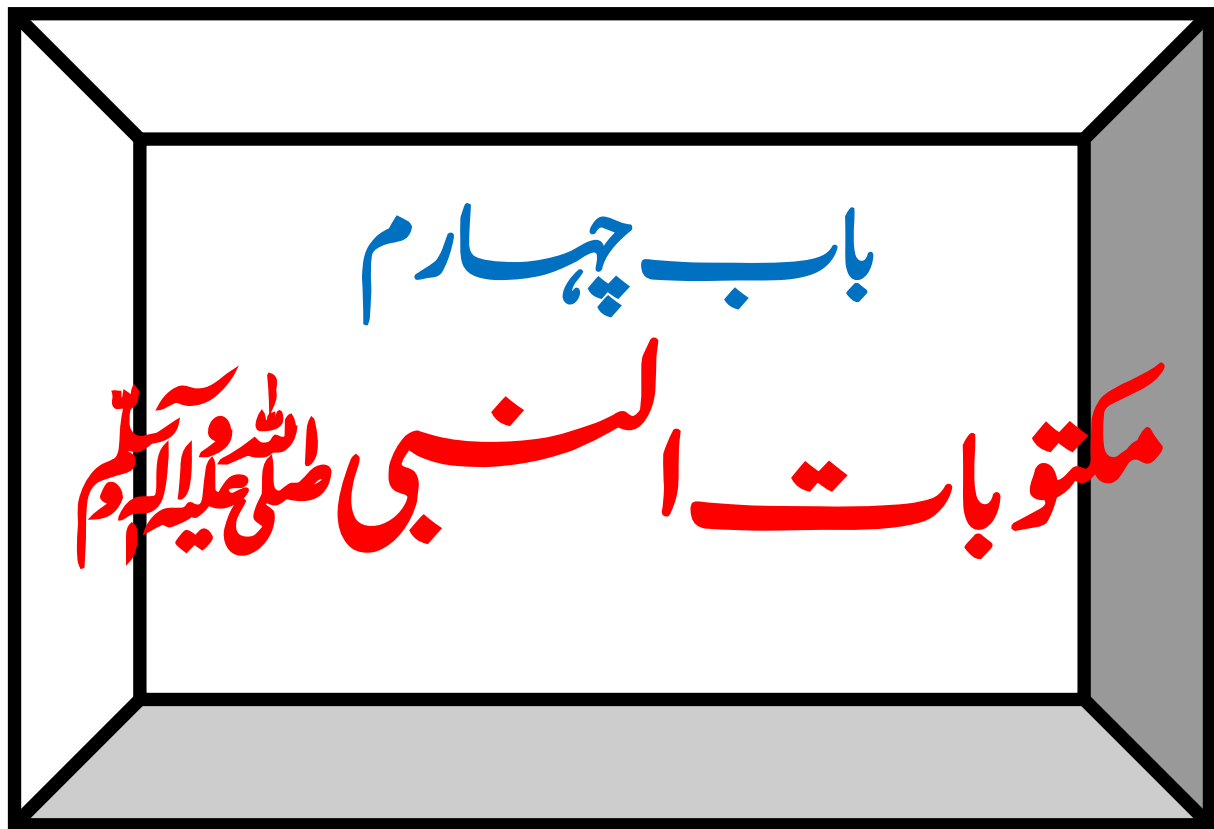 باب چہارم
مکتوبات النبی صلی اللہ علیہ وآلہ وسلم